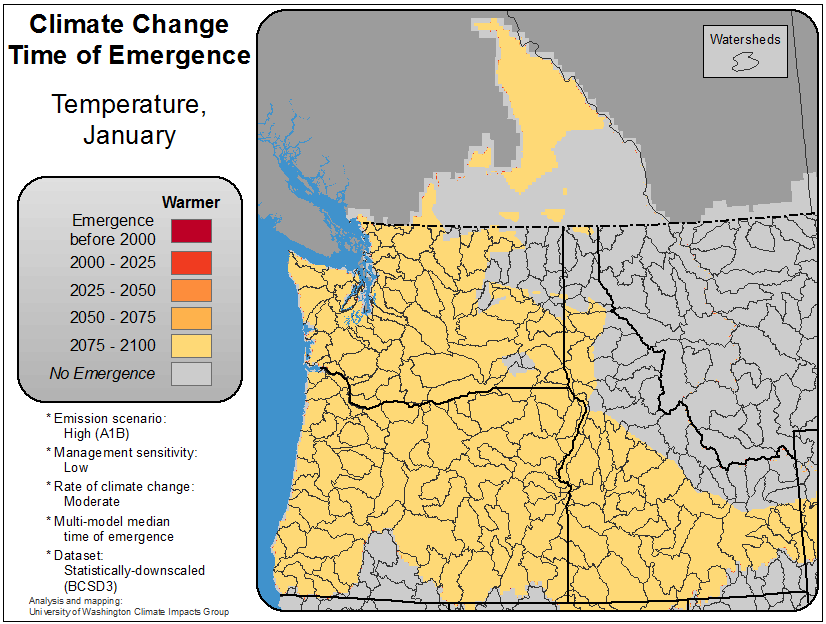 Climate Change
Time of Emergence
Temperature,
January
Warmer
Emergence
before 2000
2000 - 2025
2025 - 2050
2050 - 2075
2075 - 2100
No Emergence
* Emission scenario:
High (A1B)
* Management sensitivity:
Low
* Rate of climate change:
Moderate
* Multi-model median
time of emergence
* Dataset:
Statistically-downscaled
(BCSD3)
Analysis and mapping:
University of Washington Climate Impacts Group
Watersheds